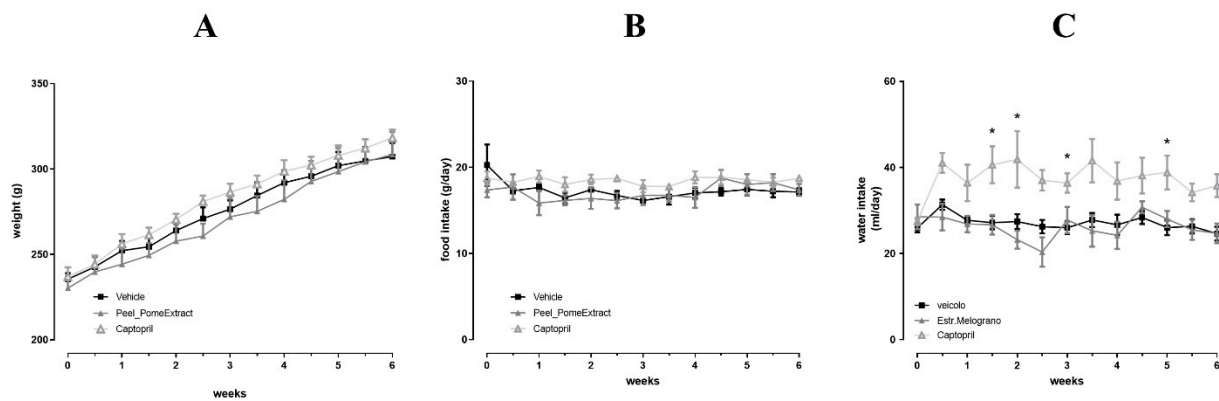 A
B
C
350
300
250
200
weight (g)
Vehicle
Peel_PomeExtract
Captopril
0 1 2 3 4 5 6
weeks
30
20
10
0
food intake (g/day)
Vehicle
Peel_PomeExtract
Captopril
0 1 2 3 4 5 6
weeks
60
40
20
0
water intake
(ml/day)
* * * *
veicolo
Estr.Melograno
Captopril
0 1 2 3 4 5 6
weeks